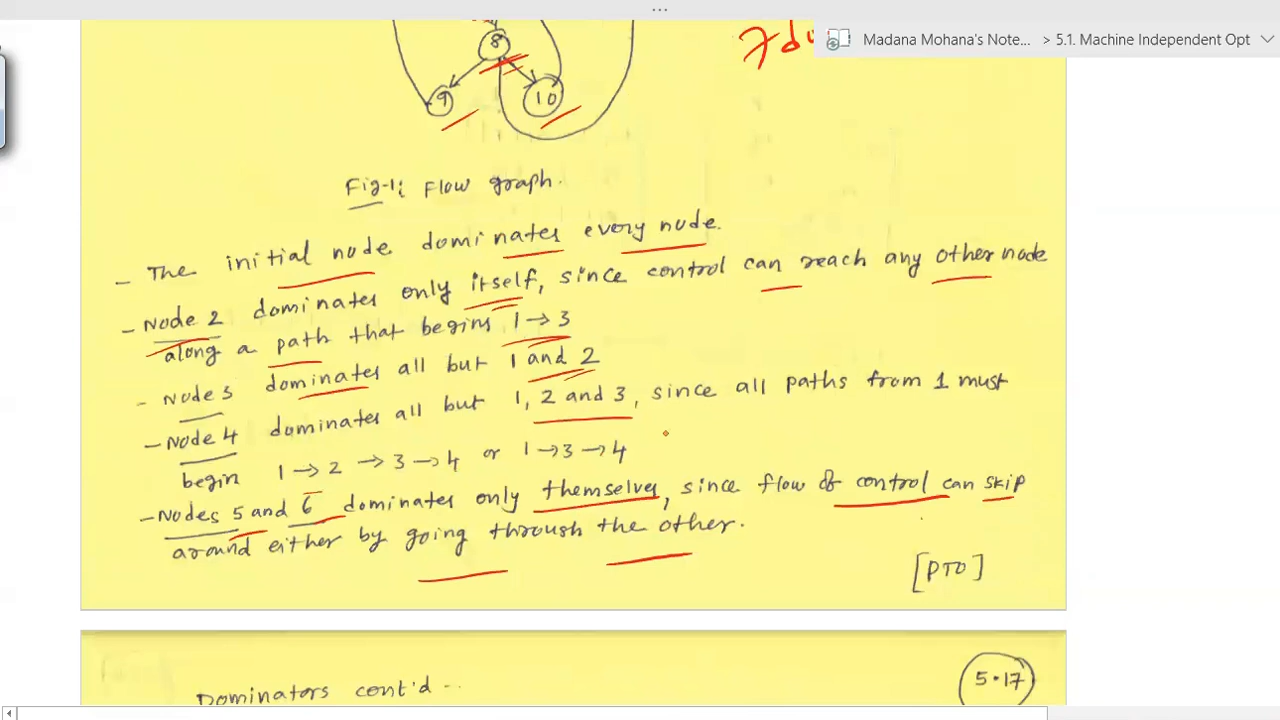 ...
Madana Mohana's Note... > 5.1. Machine Independent Opt
8
7 d
9
10
Fig-1: Flow graph.
- The initial node dominates every node.
- Node 2 dominates only itself, since control can reach any other node
along a path that begins 1 → 3
- Node 3 dominates all but 1 and 2
- Node 4 dominates all but 1, 2 and 3, since all paths from 1 must
begin 1 → 2 → 3 → 4 or 1 → 3 → 4
- Nodes 5 and 6 dominates only themselves, since flow of control can skip
around either by going through the other.
[PTO]
5.17
Dominators cont'd --